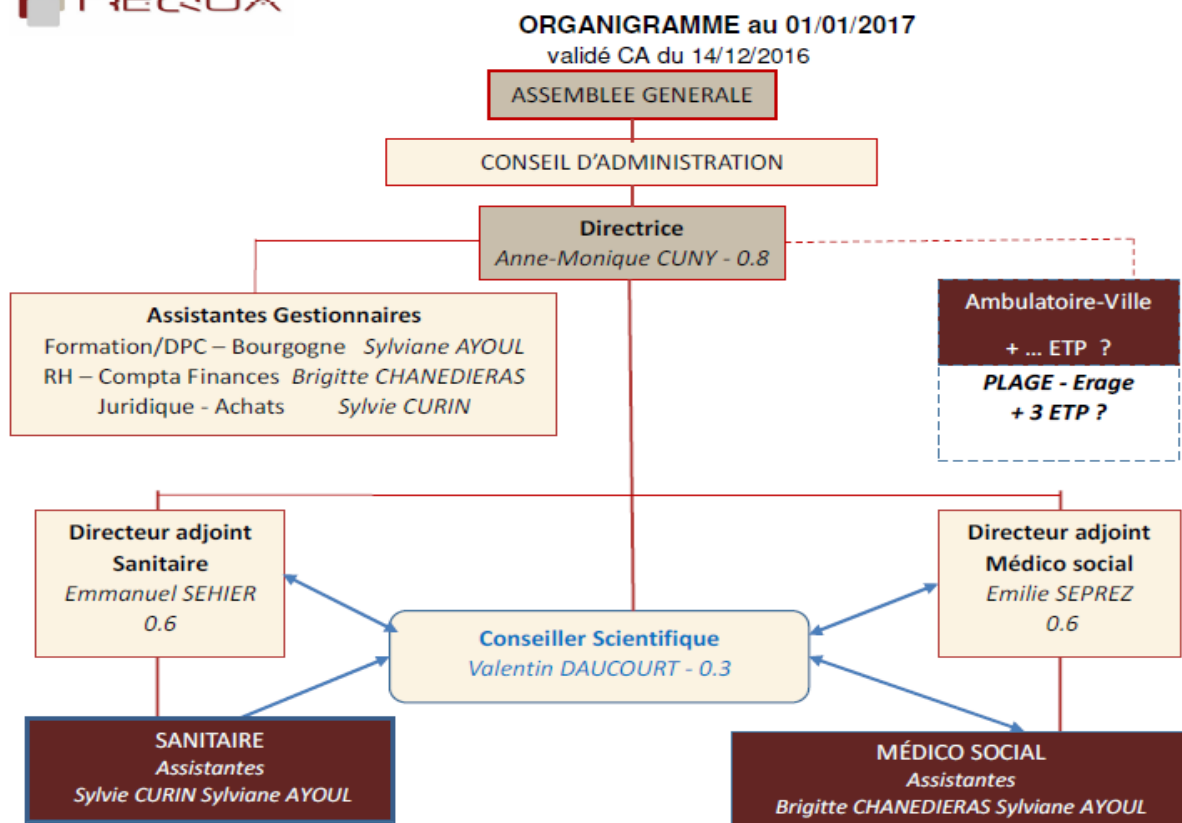 ORGANIGRAMME au 01/01/2017
validé CA du 14/12/2016
ASSEMBLEE GENERALE
CONSEIL D'ADMINISTRATION
Directrice
Anne-Monique CUNY - 0.8
Assistantes Gestionnaires
Formation/DPC – Bourgogne Sylviane AYOUL
RH – Compta Finances Brigitte CHANEDIERAS
Juridique - Achats Sylvie CURIN
Ambulatoire-Ville
+ ... ETP ?
PLAGE - Erage
+ 3 ETP ?
Directeur adjoint
Sanitaire
Emmanuel SEHIER
0.6
Conseiller Scientifique
Valentin DAUCOURT - 0.3
Directeur adjoint
Médico social
Emilie SEPREZ
0.6
SANITAIRE
Assistantes
Sylvie CURIN Sylviane AYOUL
MÉDICO SOCIAL
Assistantes
Brigitte CHANEDIERAS Sylviane AYOUL